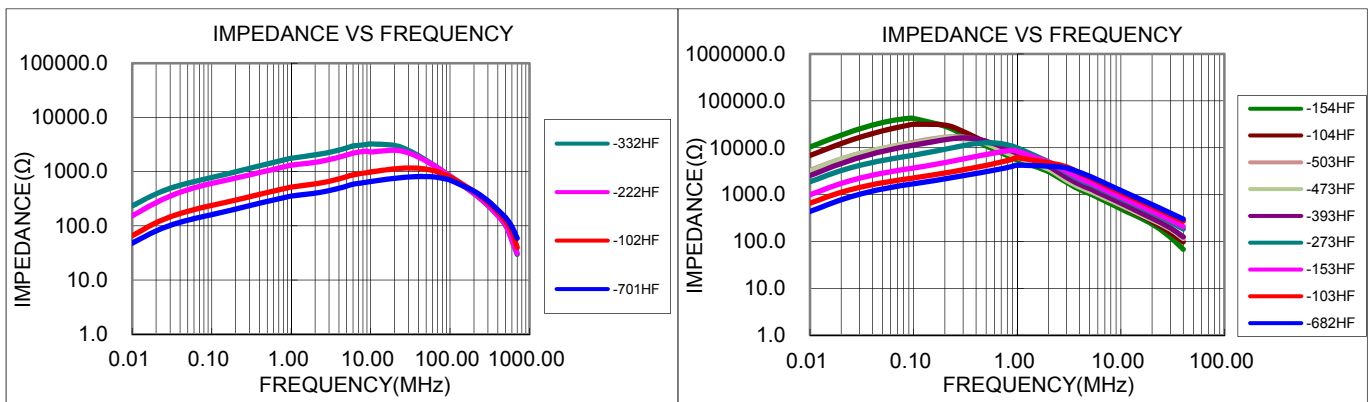 IMPEDANCE VS FREQUENCY
100000.0
10000.0
1000.0
100.0
10.0
1.0
IMPEDANCE(Ω)
0.01 0.10 1.00 10.00 100.00 1000.00
FREQUENCY(MHz)
-332HF
-222HF
-102HF
-701HF
IMPEDANCE VS FREQUENCY
1000000.0
100000.0
10000.0
1000.0
100.0
10.0
1.0
IMPEDANCE(Ω)
0.01 0.10 1.00 10.00 100.00
FREQUENCY(MHz)
-154HF
-104HF
-503HF
-473HF
-393HF
-273HF
-153HF
-103HF
-682HF